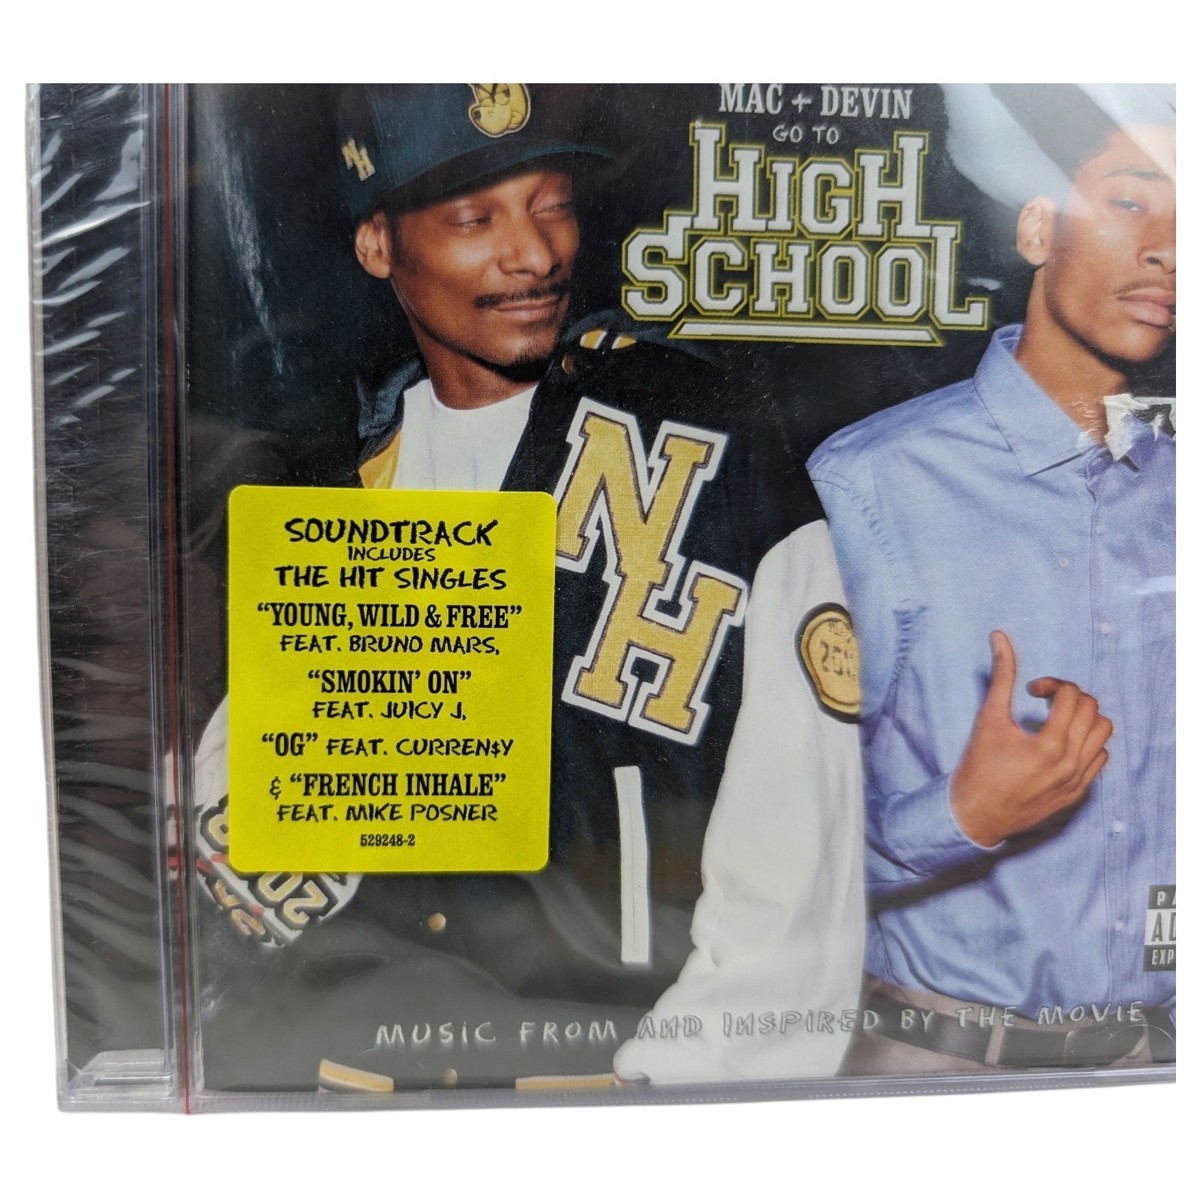 MAC + DEVIN
GO TO
HIGH
SCHOOL
NH
NH
SOUNDTRACK
INCLUDES
THE HIT SINGLES
“YOUNG, WILD & FREE”
FEAT. BRUNO MARS,
“SMOKIN’ ON”
FEAT. JUICY J,
“OG” FEAT. CURREN$Y
& “FRENCH INHALE”
FEAT. MIKE POSNER
529248-2
MUSIC FROM AND INSPIRED BY THE MOVIE